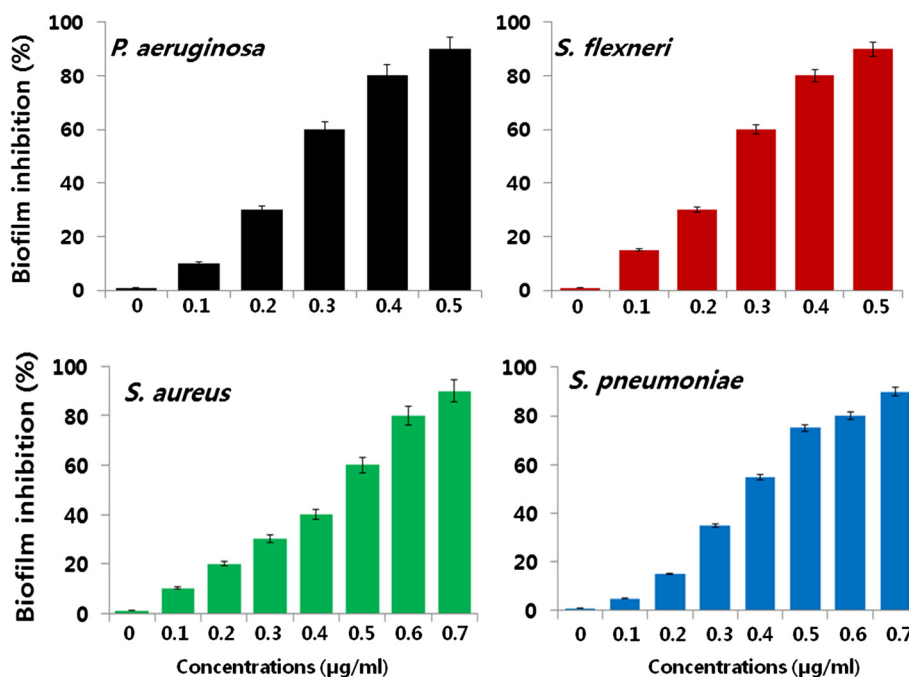 P. aeruginosa
Biofilm inhibition (%)
100
80
60
40
20
0
0 0.1 0.2 0.3 0.4 0.5
S. flexneri
100
80
60
40
20
0
0 0.1 0.2 0.3 0.4 0.5
S. aureus
Biofilm inhibition (%)
100
80
60
40
20
0
0 0.1 0.2 0.3 0.4 0.5 0.6 0.7
Concentrations (µg/ml)
S. pneumoniae
100
80
60
40
20
0
0 0.1 0.2 0.3 0.4 0.5 0.6 0.7
Concentrations (µg/ml)